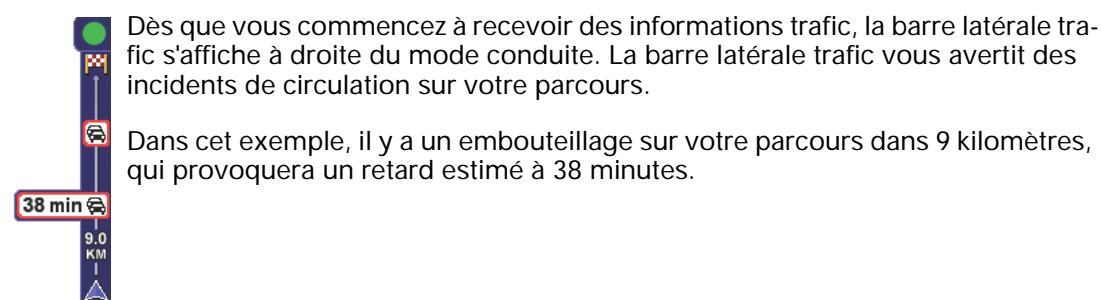 Dès que vous commencez à recevoir des informations trafic, la barre latérale tra-
fic s'affiche à droite du mode conduite. La barre latérale trafic vous avertit des
incidents de circulation sur votre parcours.
Dans cet exemple, il y a un embouteillage sur votre parcours dans 9 kilomètres,
qui provoquera un retard estimé à 38 minutes.
38 min
9.0
KM